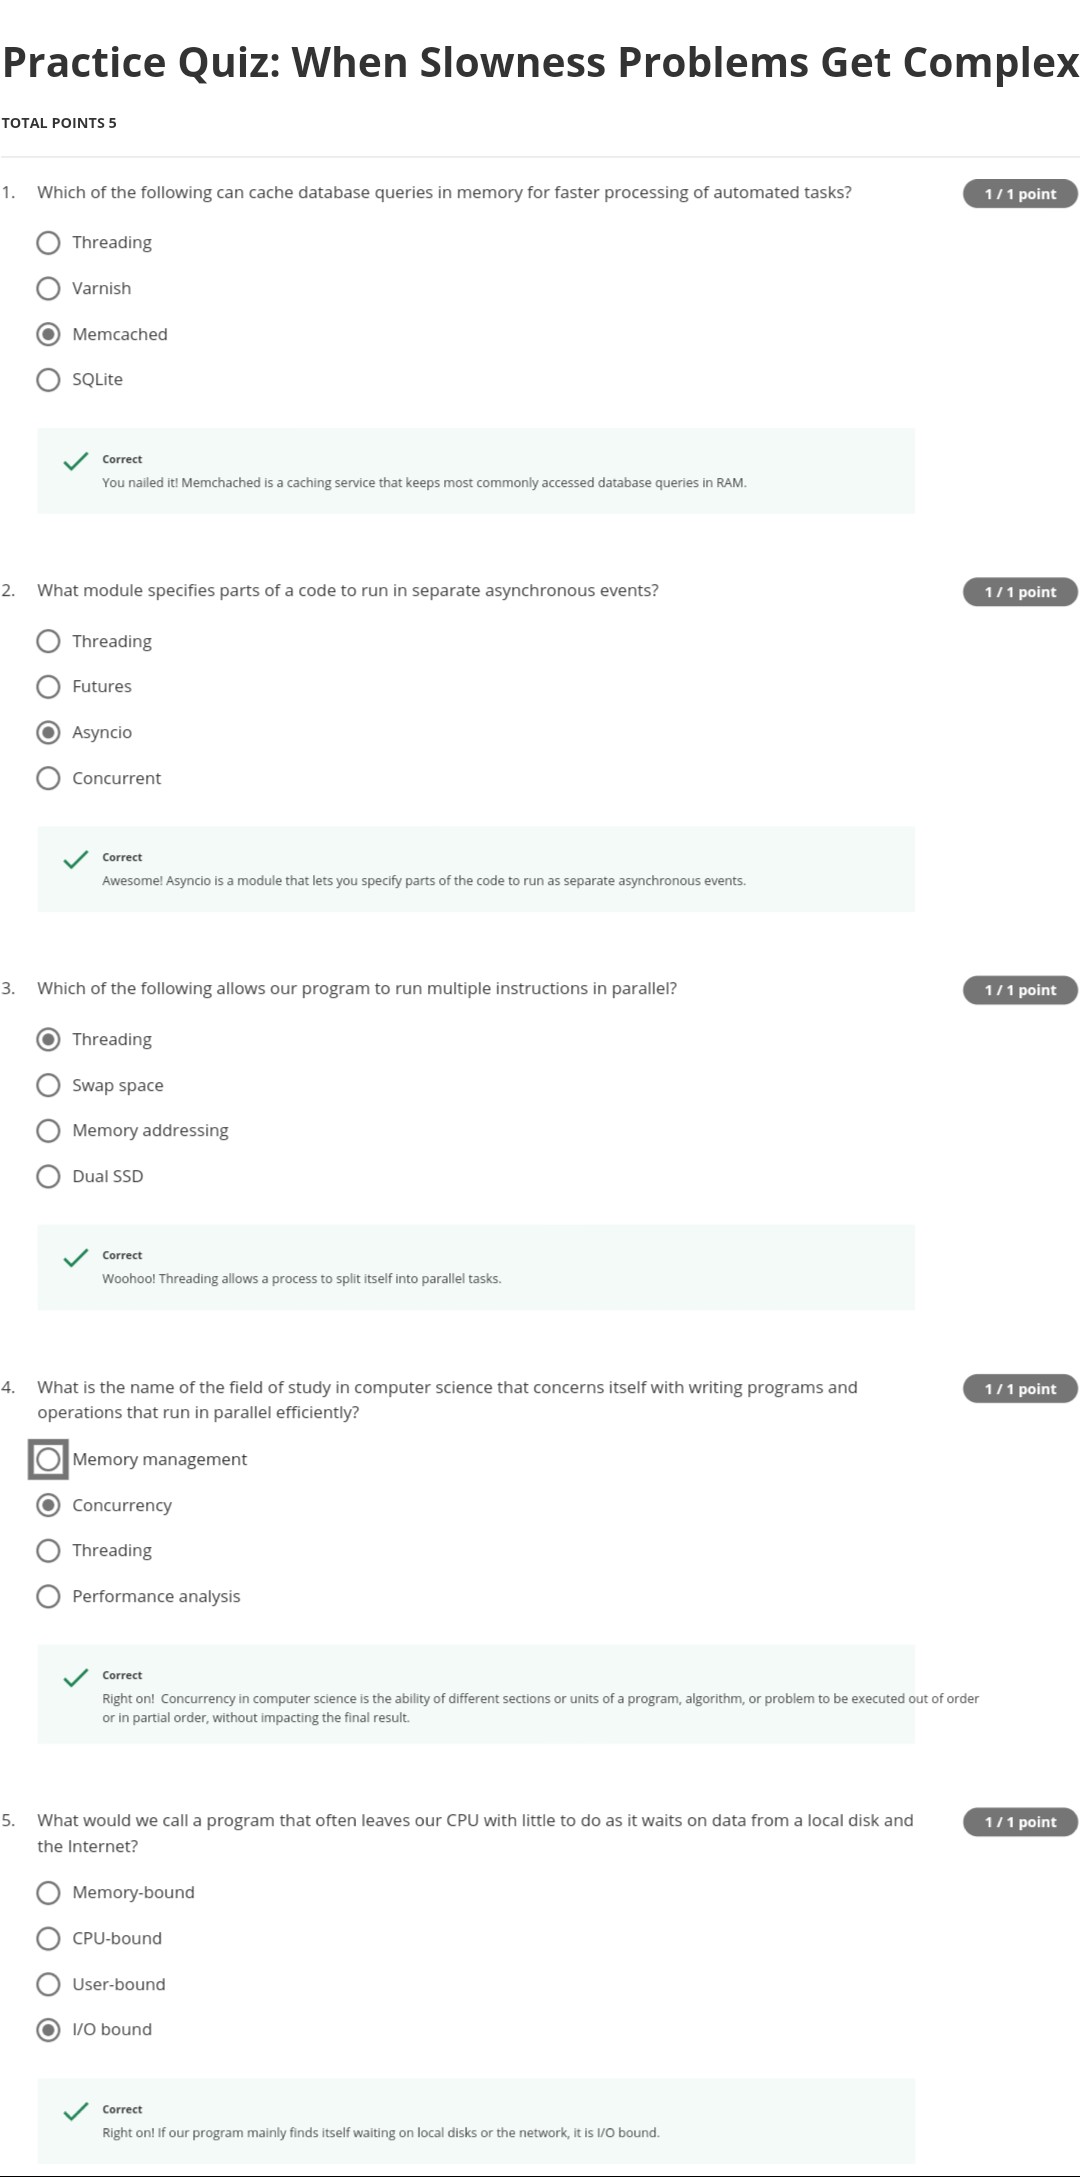 Practice Quiz: When Slowness Problems Get Complex
TOTAL POINTS 5
1. Which of the following can cache database queries in memory for faster processing of automated tasks? 1 / 1 point
Threading
Varnish
Memcached
SQLite
Correct
You nailed it! Memchached is a caching service that keeps most commonly accessed database queries in RAM.
2. What module specifies parts of a code to run in separate asynchronous events? 1 / 1 point
Threading
Futures
Asyncio
Concurrent
Correct
Awesome! Asyncio is a module that lets you specify parts of the code to run as separate asynchronous events.
3. Which of the following allows our program to run multiple instructions in parallel? 1 / 1 point
Threading
Swap space
Memory addressing
Dual SSD
Correct
Woohoo! Threading allows a process to split itself into parallel tasks.
4. What is the name of the field of study in computer science that concerns itself with writing programs and 1 / 1 point
operations that run in parallel efficiently?
Memory management
Concurrency
Threading
Performance analysis
Correct
Right on!  Concurrency in computer science is the ability of different sections or units of a program, algorithm, or problem to be executed out of order
or in partial order, without impacting the final result.
5. What would we call a program that often leaves our CPU with little to do as it waits on data from a local disk and 1 / 1 point
the Internet?
Memory-bound
CPU-bound
User-bound
I/O bound
Correct
Right on! If our program mainly finds itself waiting on local disks or the network, it is I/O bound.